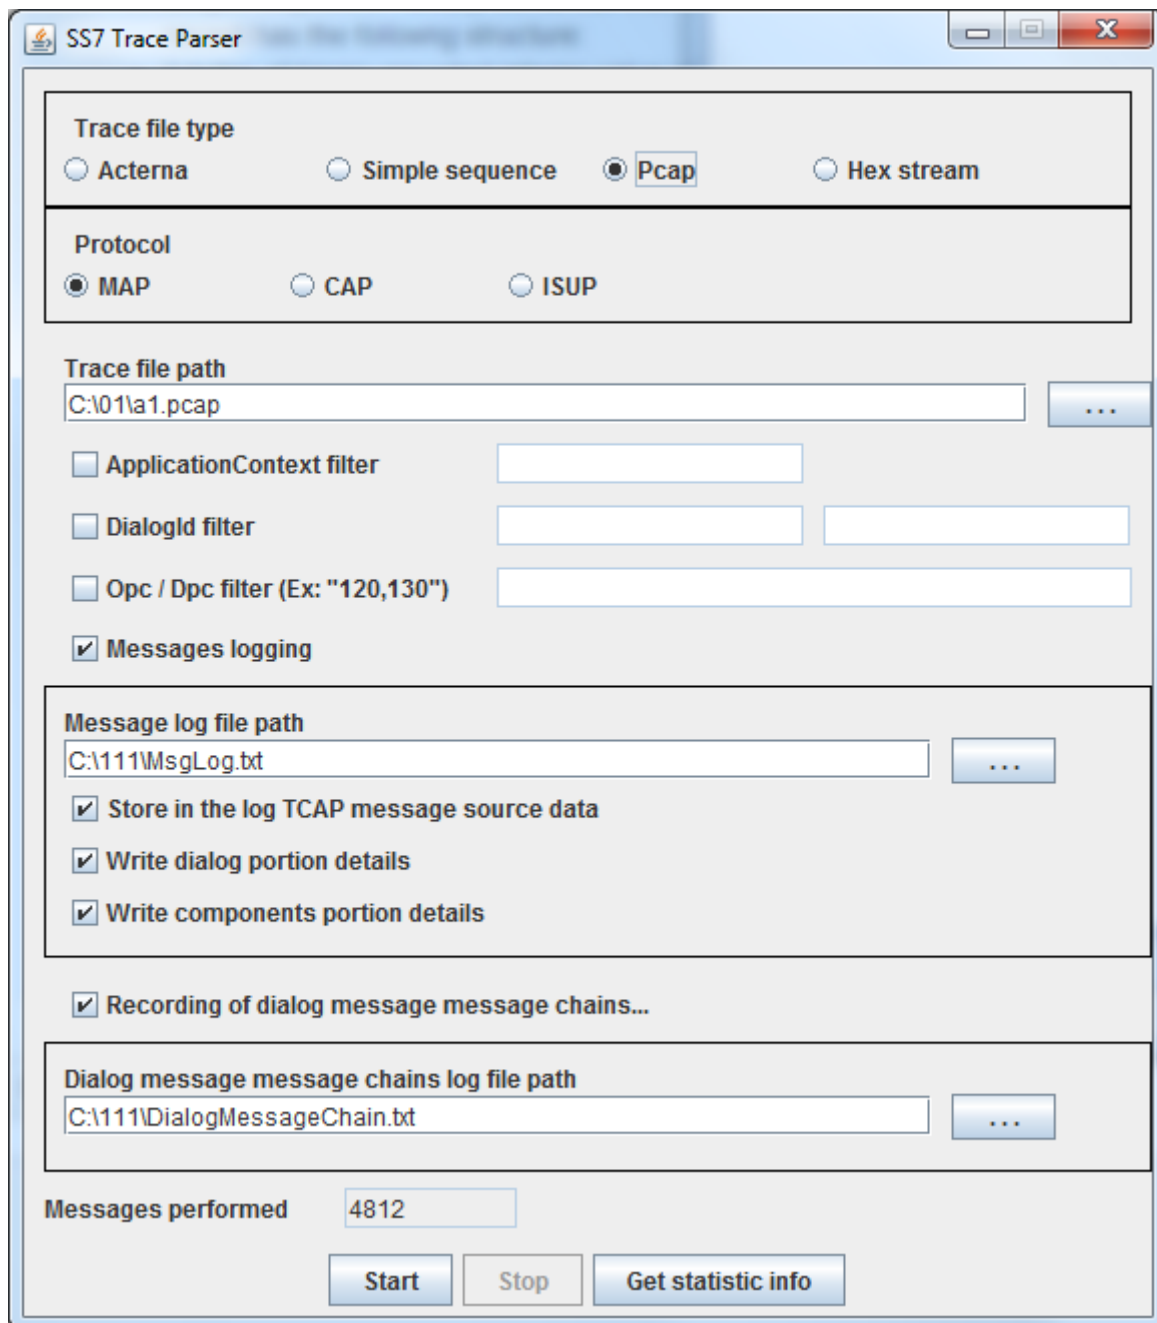 SS7 Trace Parser
Trace file type
Acterna Simple sequence Pcap Hex stream
Protocol
MAP CAP ISUP
Trace file path
C:\01\a1.pcap ...
ApplicationContext filter
DialogId filter
Opc / Dpc filter (Ex: "120,130")
Messages logging
Message log file path
C:\111\MsgLog.txt ...
Store in the log TCAP message source data
Write dialog portion details
Write components portion details
Recording of dialog message message chains...
Dialog message message chains log file path
C:\111\DialogMessageChain.txt ...
Messages performed 4812
Start Stop Get statistic info